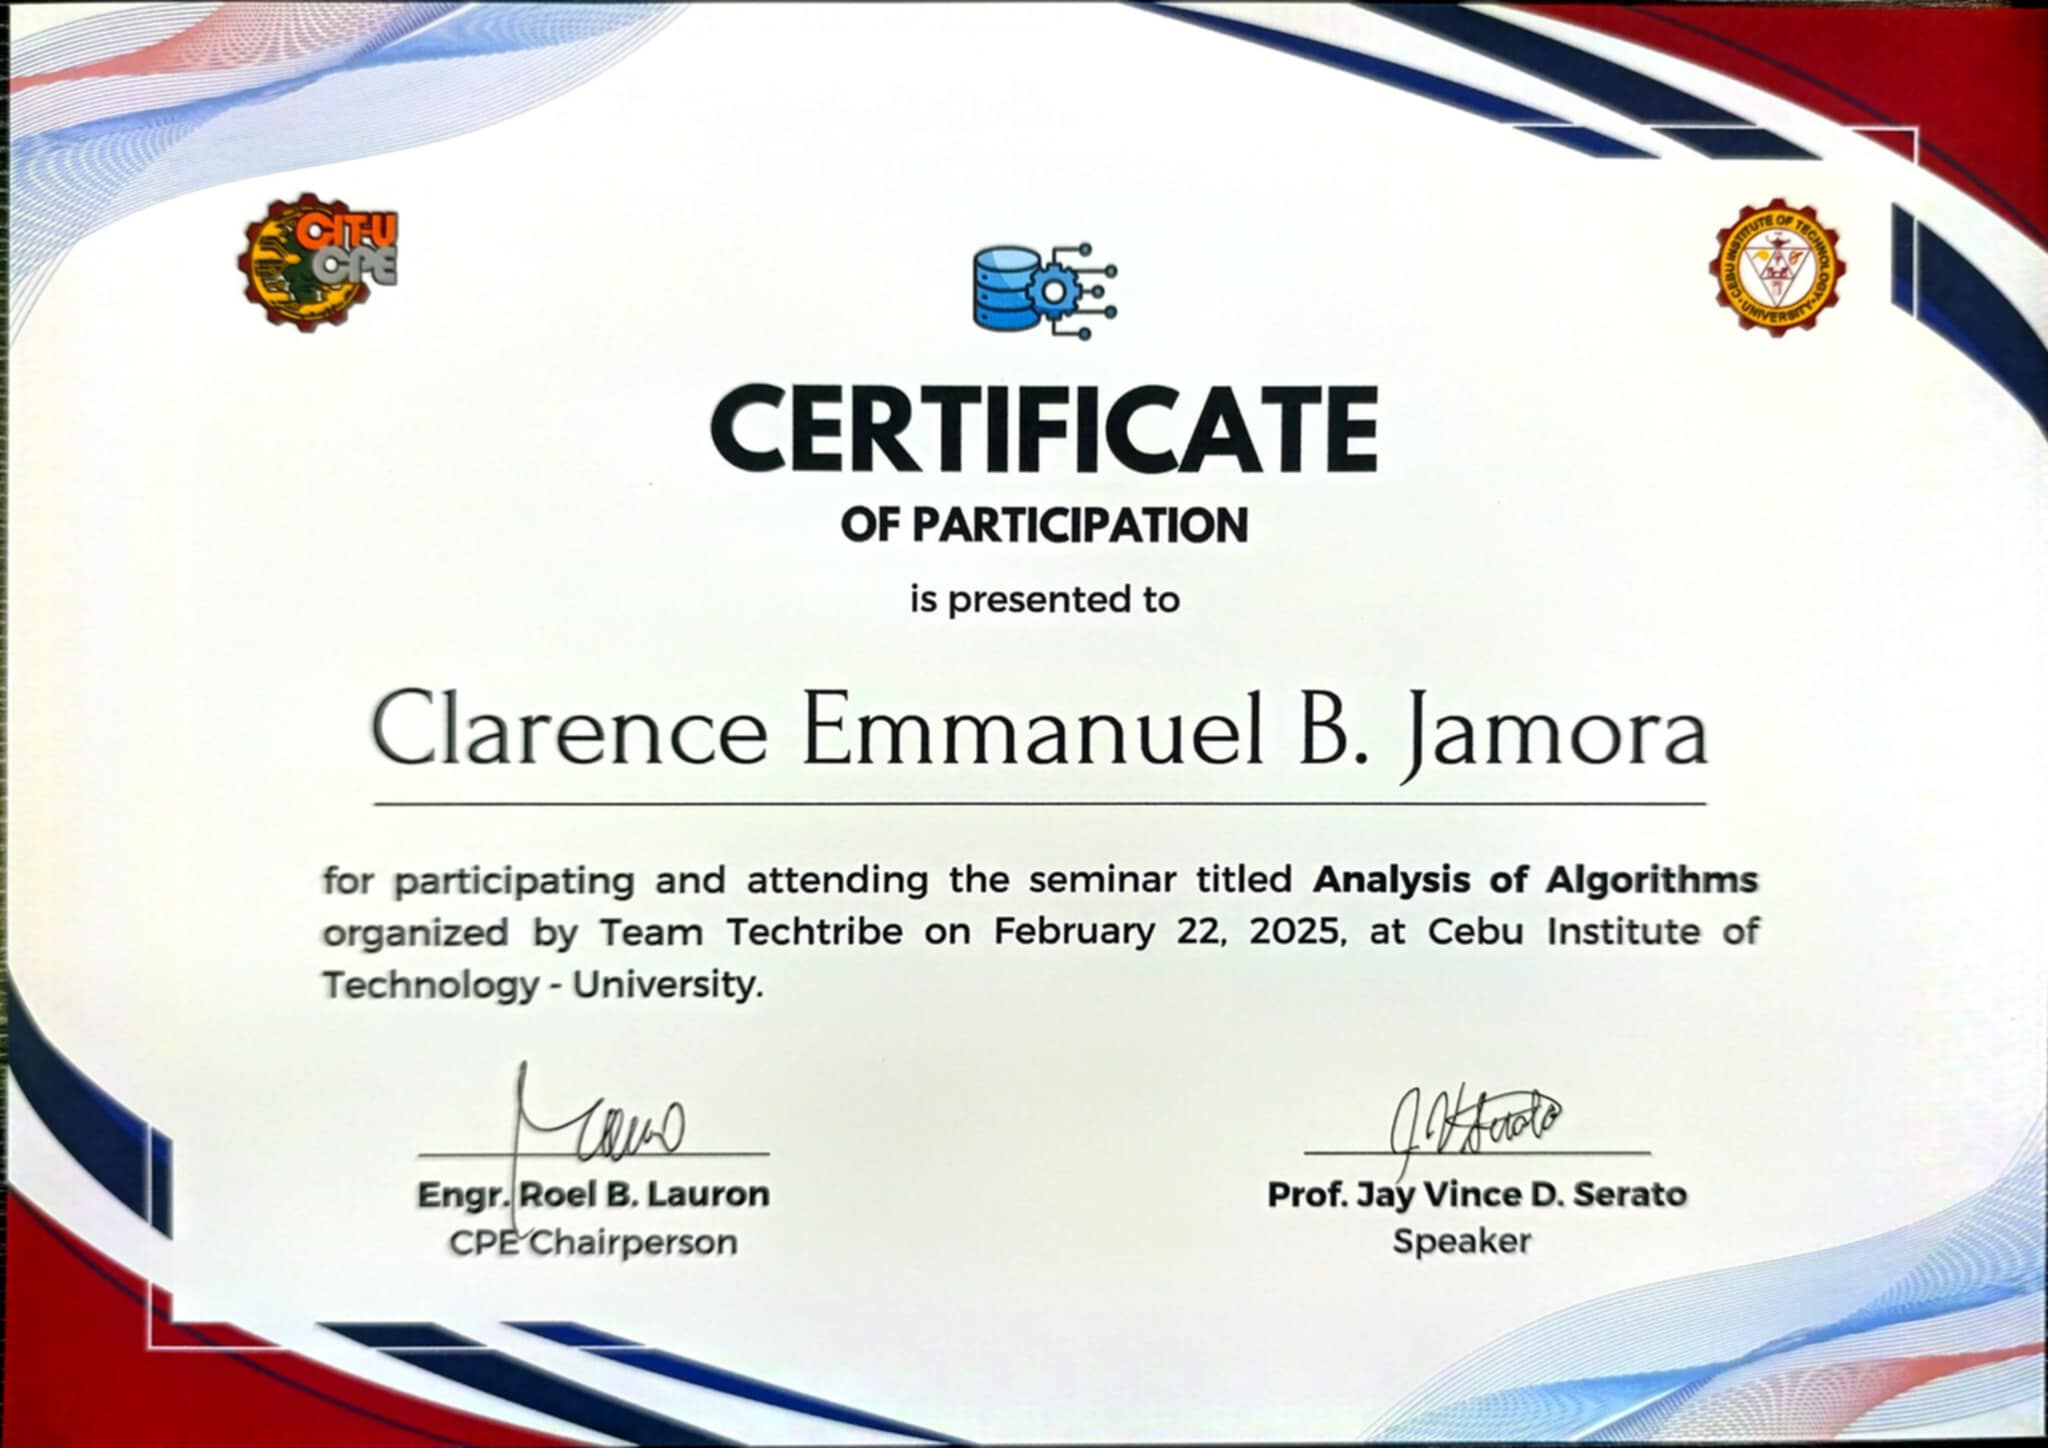 CIT-U
CPE
CEBU INSTITUTE OF TECHNOLOGY
UNIVERSITY
CERTIFICATE
OF PARTICIPATION
is presented to
Clarence Emmanuel B. Jamora
for participating and attending the seminar titled Analysis of Algorithms
organized by Team Techtribe on February 22, 2025, at Cebu Institute of
Technology - University.
Engr. Roel B. Lauron
CPE Chairperson
Prof. Jay Vince D. Serato
Speaker